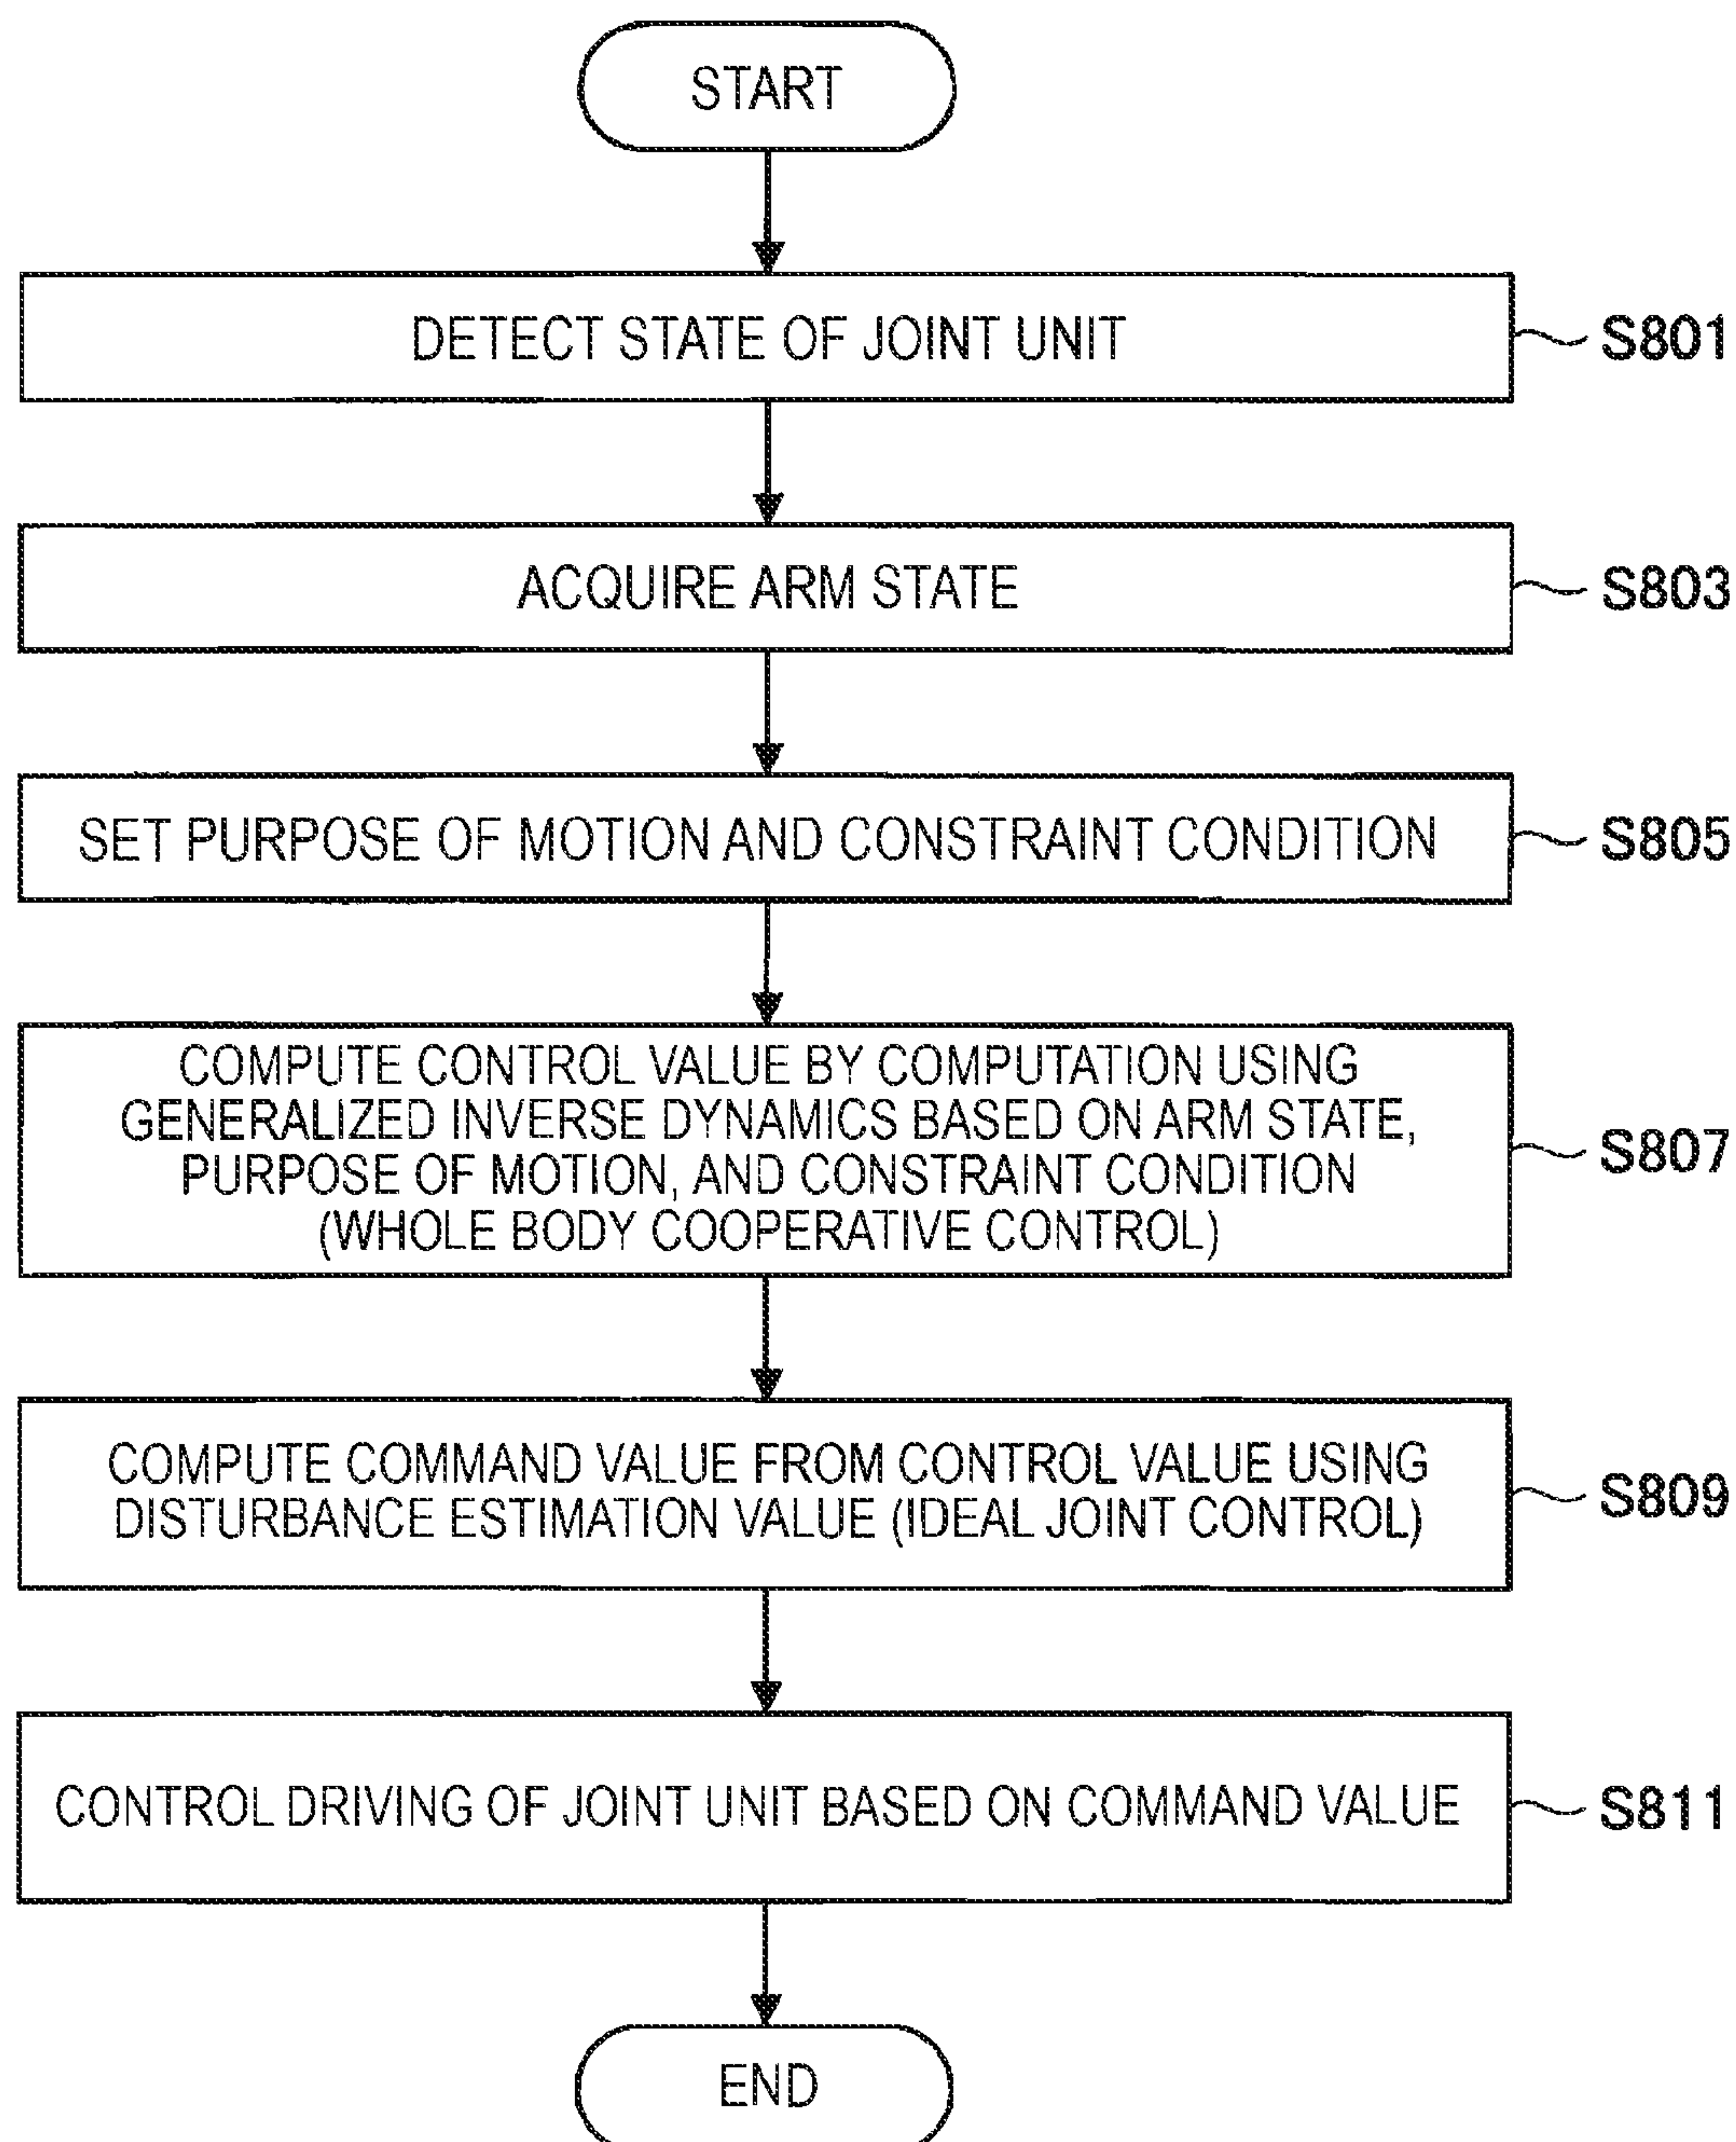 START
DETECT STATE OF JOINT UNIT
S801
ACQUIRE ARM STATE
S803
SET PURPOSE OF MOTION AND CONSTRAINT CONDITION
S805
COMPUTE CONTROL VALUE BY COMPUTATION USING
GENERALIZED INVERSE DYNAMICS BASED ON ARM STATE,
PURPOSE OF MOTION, AND CONSTRAINT CONDITION
(WHOLE BODY COOPERATIVE CONTROL)
S807
COMPUTE COMMAND VALUE FROM CONTROL VALUE USING
DISTURBANCE ESTIMATION VALUE (IDEAL JOINT CONTROL)
S809
CONTROL DRIVING OF JOINT UNIT BASED ON COMMAND VALUE
S811
END